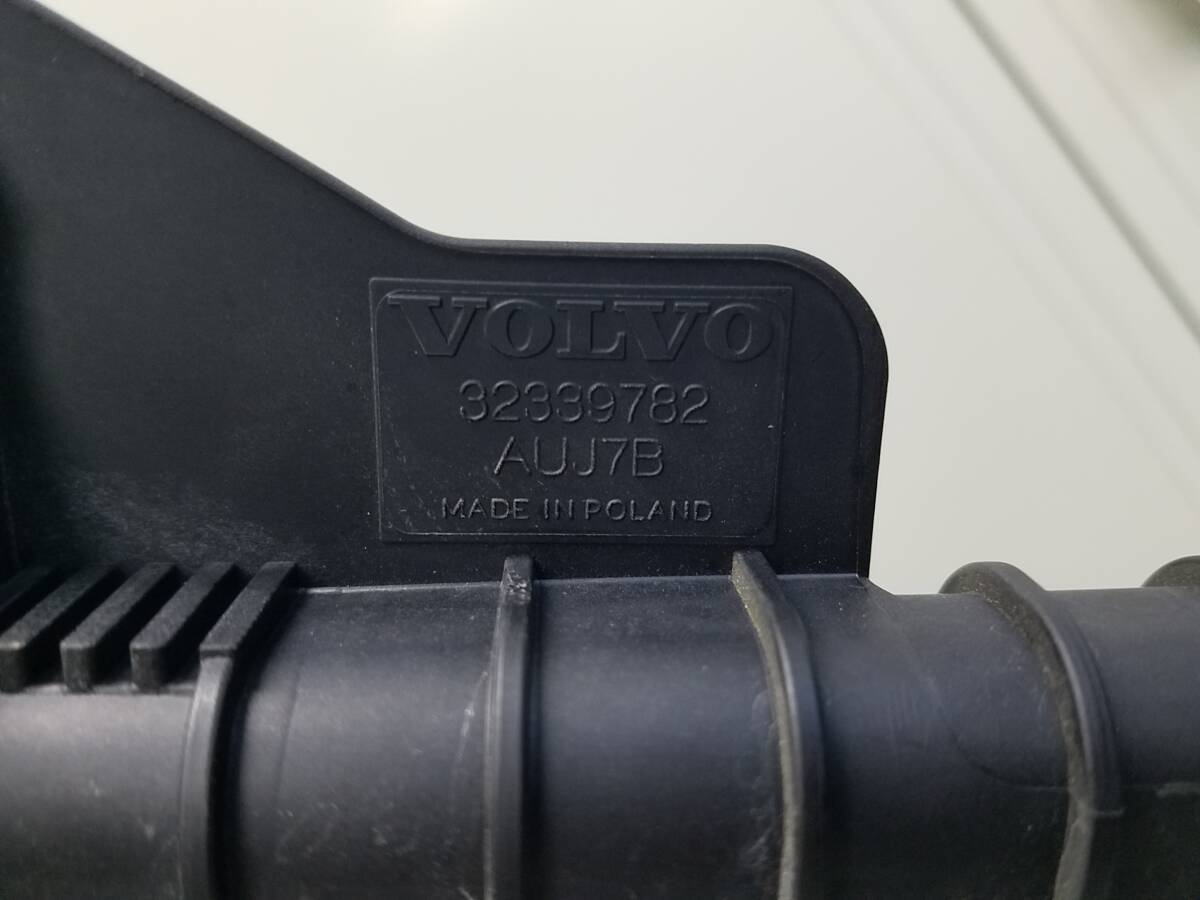 VOLVO
32339782
AUJ7B
MADE IN POLAND